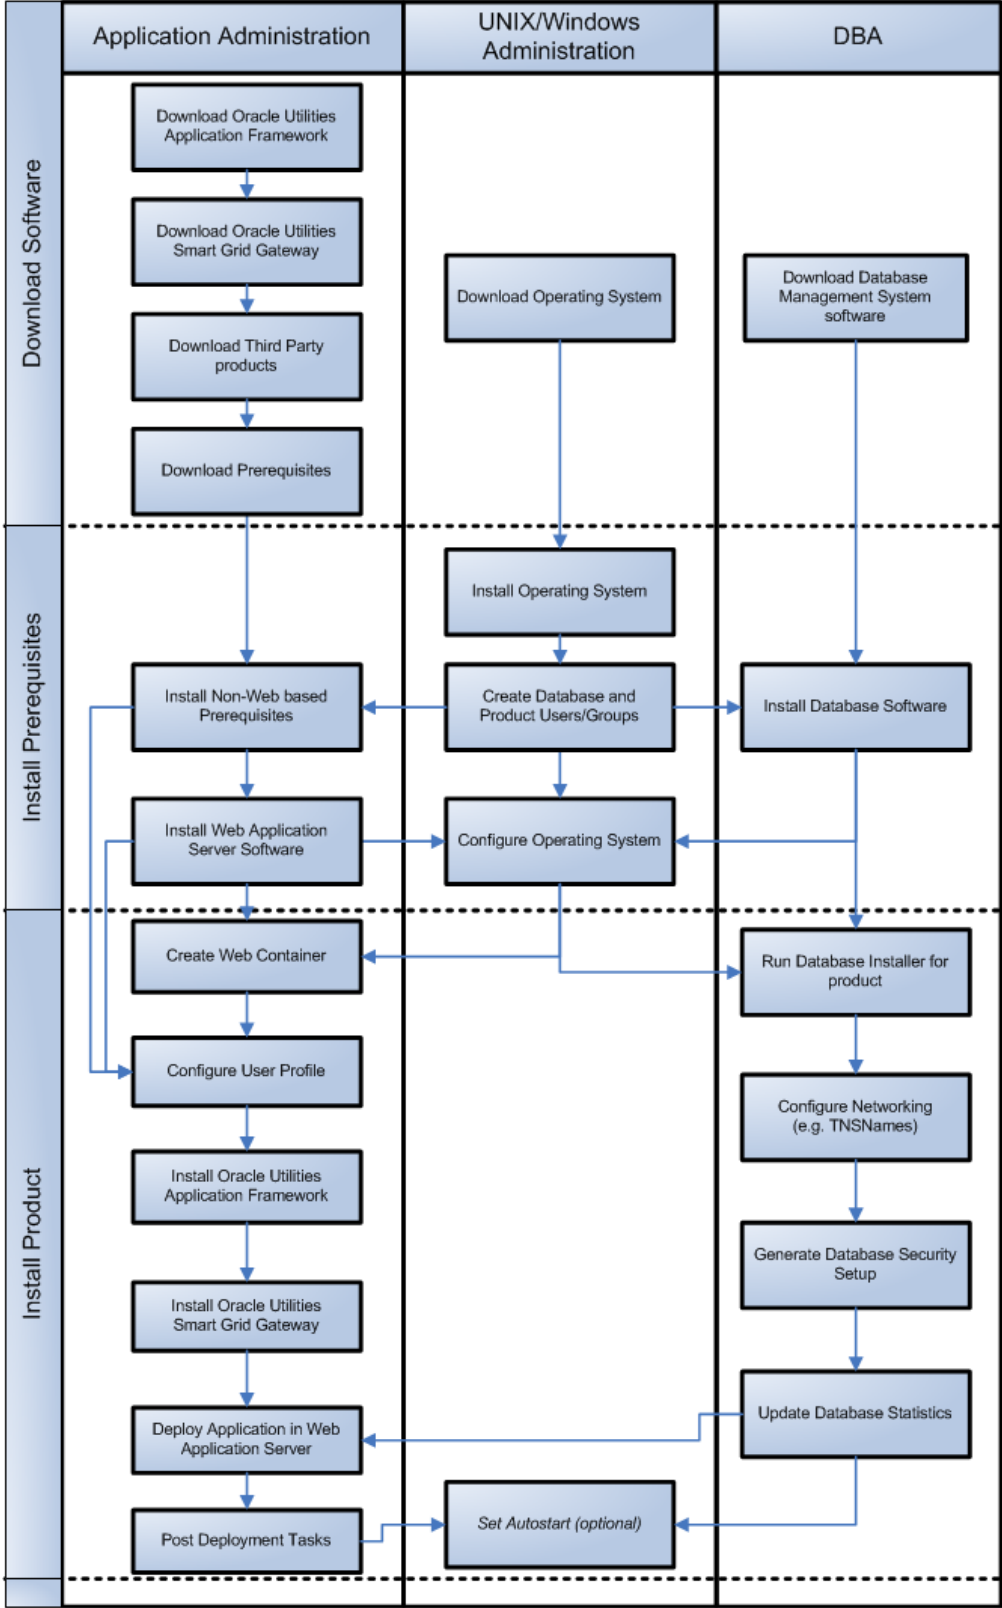 Application Administration
UNIX/Windows
Administration
DBA
Download Software
Download Oracle Utilities
Application Framework
Download Oracle Utilities
Smart Grid Gateway
Download Third Party
products
Download Prerequisites
Download Operating System
Download Database
Management System
software
Install Prerequisites
Install Operating System
Install Non-Web based
Prerequisites
Create Database and
Product Users/Groups
Install Database Software
Install Web Application
Server Software
Configure Operating System
Install Product
Create Web Container
Run Database Installer for
product
Configure User Profile
Configure Networking
(e.g. TNSNames)
Install Oracle Utilities
Application Framework
Generate Database Security
Setup
Install Oracle Utilities
Smart Grid Gateway
Update Database Statistics
Deploy Application in Web
Application Server
Set Autostart (optional)
Post Deployment Tasks